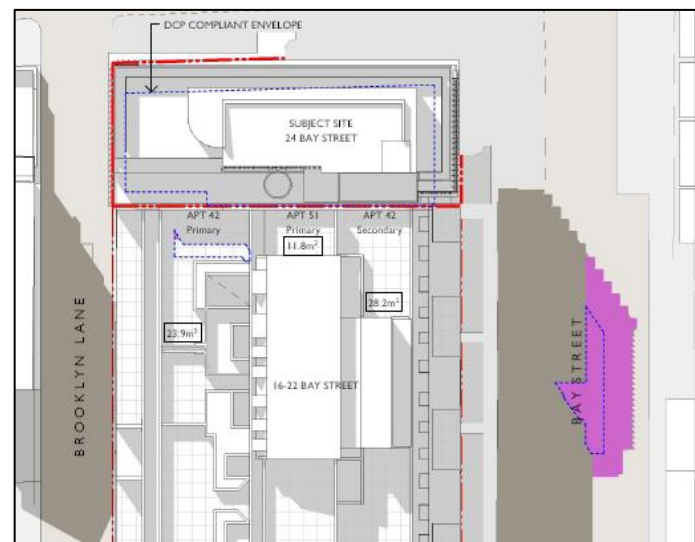 DCP COMPLIANT ENVELOPE
SUBJECT SITE
24 BAY STREET
APT 42
Primary
APT 51
Primary
APT 42
Secondary
11.8m²
28.2m²
23.9m²
16-22 BAY STREET
BROOKLYN LANE
BAY STREET